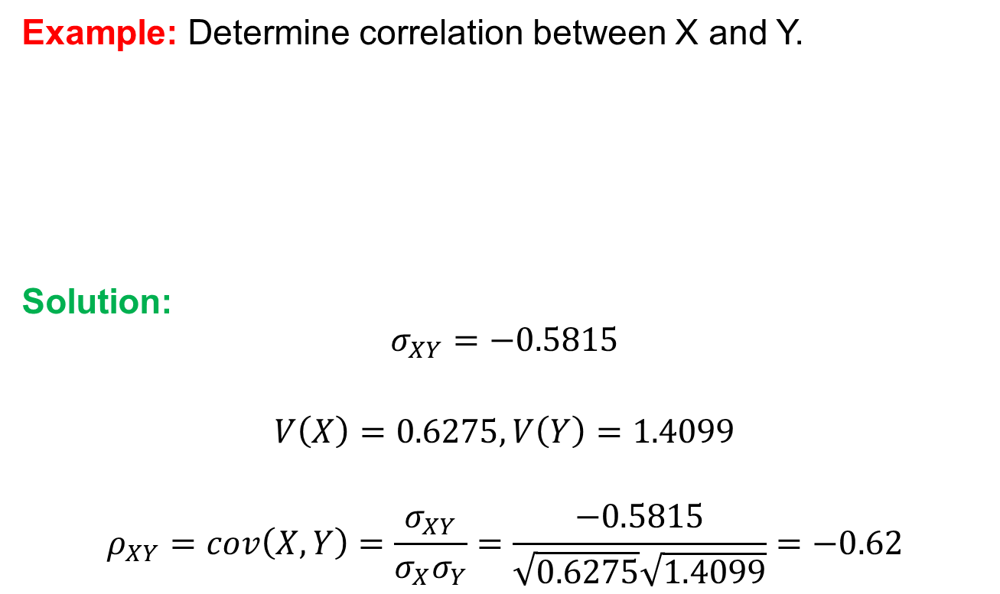 Example: Determine correlation between X and Y.
Solution:
σ_XY = −0.5815
V(X) = 0.6275, V(Y) = 1.4099
ρ_XY = cov(X, Y) = σ_XY / σ_X σ_Y = −0.5815 / √0.6275 √1.4099 = −0.62